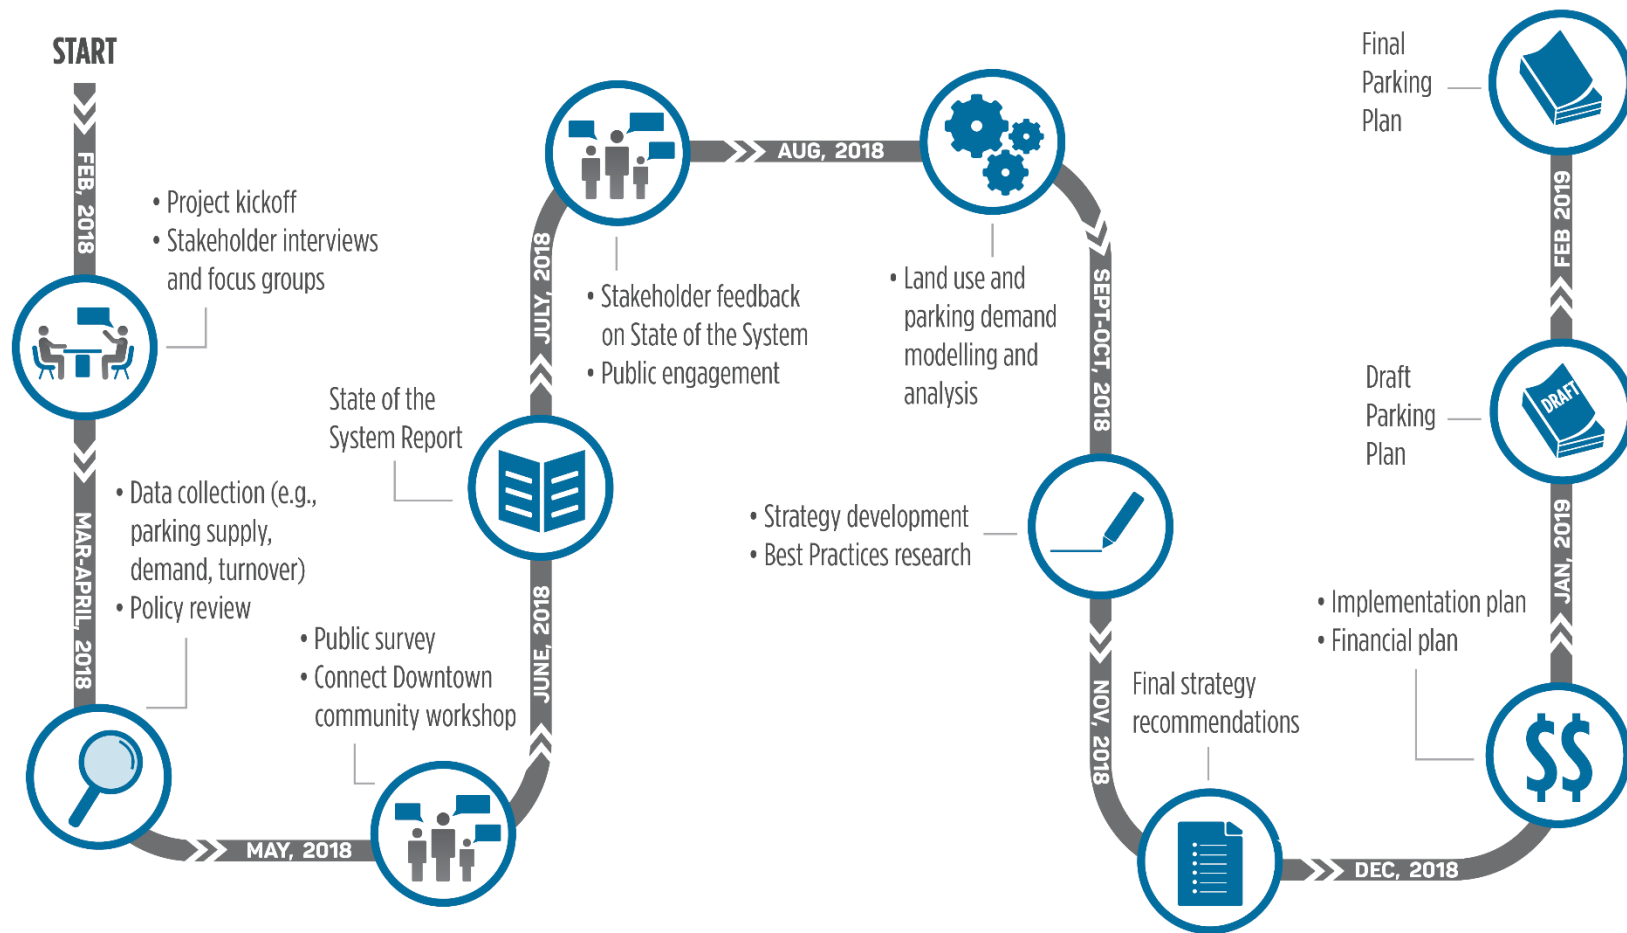 START
FEB, 2018
• Project kickoff
• Stakeholder interviews
and focus groups
MAR-APRIL, 2018
• Data collection (e.g.,
parking supply,
demand, turnover)
• Policy review
MAY, 2018
• Public survey
• Connect Downtown
community workshop
JUNE, 2018
State of the
System Report
JULY, 2018
• Stakeholder feedback
on State of the System
• Public engagement
AUG, 2018
• Land use and
parking demand
modelling and
analysis
SEPT-OCT, 2018
• Strategy development
• Best Practices research
NOV, 2018
Final strategy
recommendations
DEC, 2018
• Implementation plan
• Financial plan
$$
JAN, 2019
Draft
Parking
Plan
DRAFT
FEB 2019
Final
Parking
Plan